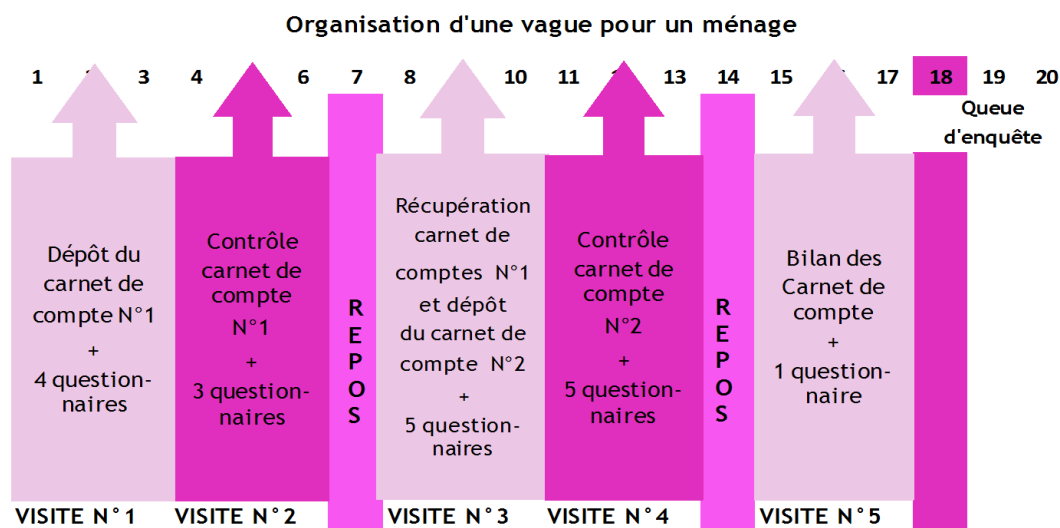 Organisation d'une vague pour un ménage
1 3 4 6 7 8 10 11 13 14 15 17 18 19 20
Queue
d'enquête
Dépôt du
carnet de
compte N°1
+
4 question-
naires
Contrôle
carnet de
compte
N°1
+
3 question-
naires
R
E
P
O
S
Récupération
carnet de
comptes N°1
et dépôt
du carnet de
compte N°2
+
5 question-
naires
Contrôle
carnet de
compte
N°2
+
5 question-
naires
R
E
P
O
S
Bilan des
Carnet de
compte
+
1 question-
naire
VISITE N°1 VISITE N°2 VISITE N°3 VISITE N°4 VISITE N°5